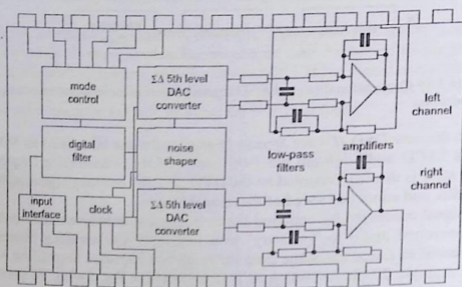 mode
control
ΣΔ 5th level
DAC
converter
digital
filter
noise
shaper
input
interface
clock
ΣΔ 5th level
DAC
converter
low-pass
filters
amplifiers
left
channel
right
channel